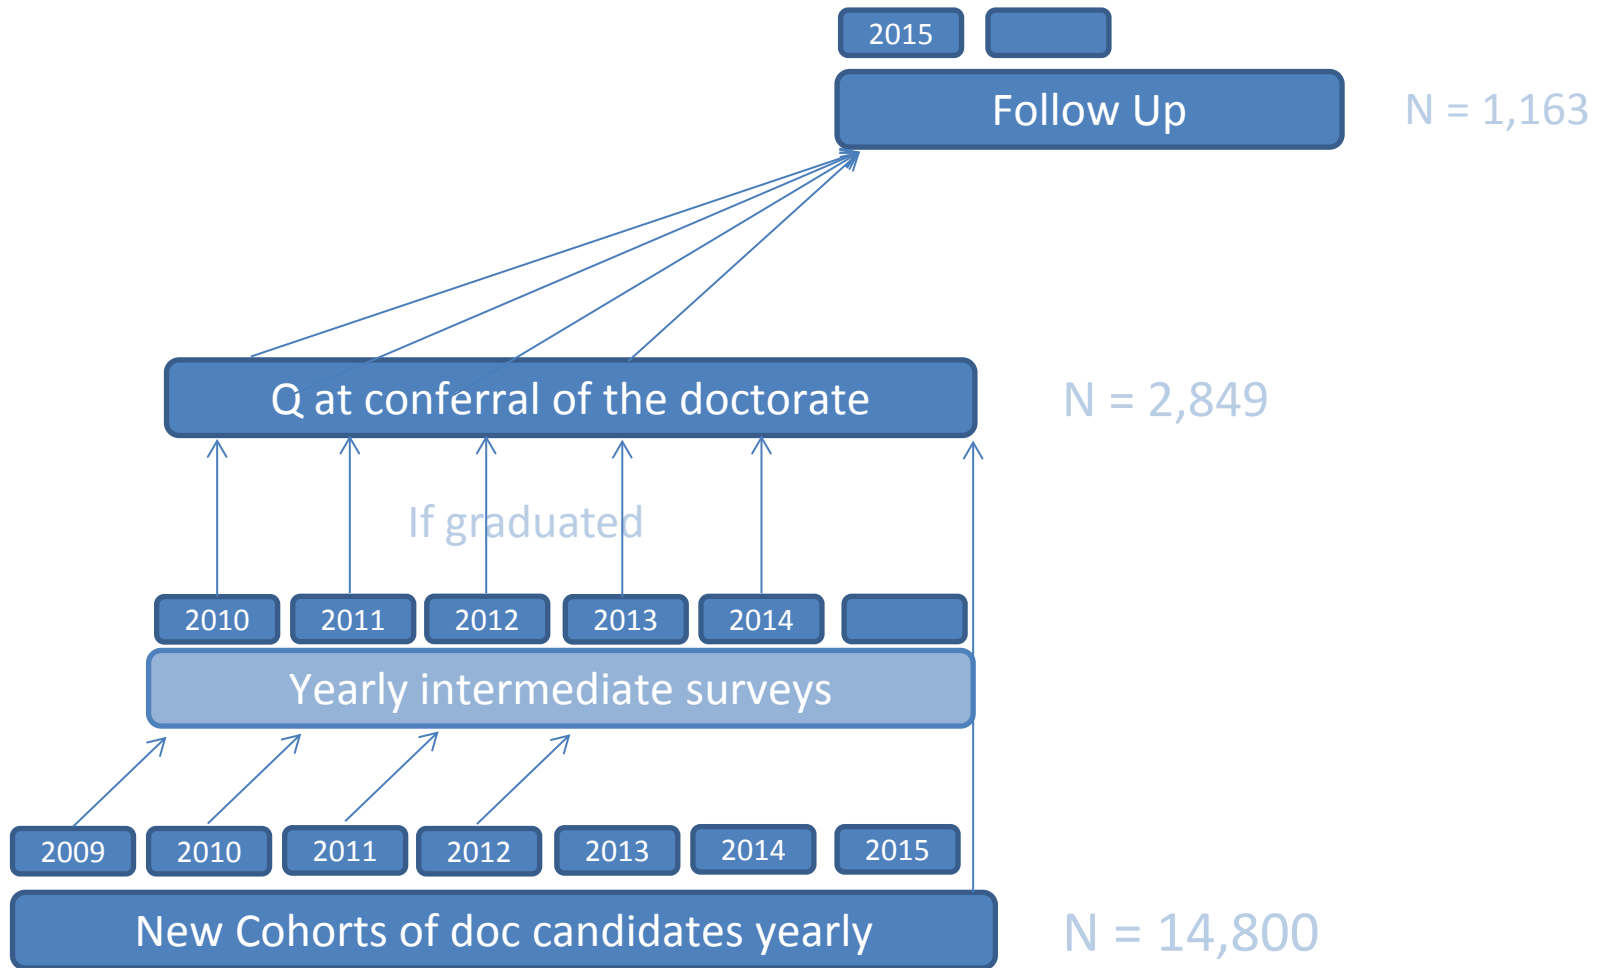 2015
Follow Up
N = 1,163
Q at conferral of the doctorate
N = 2,849
If graduated
2010 2011 2012 2013 2014
Yearly intermediate surveys
2009 2010 2011 2012 2013 2014 2015
New Cohorts of doc candidates yearly
N = 14,800